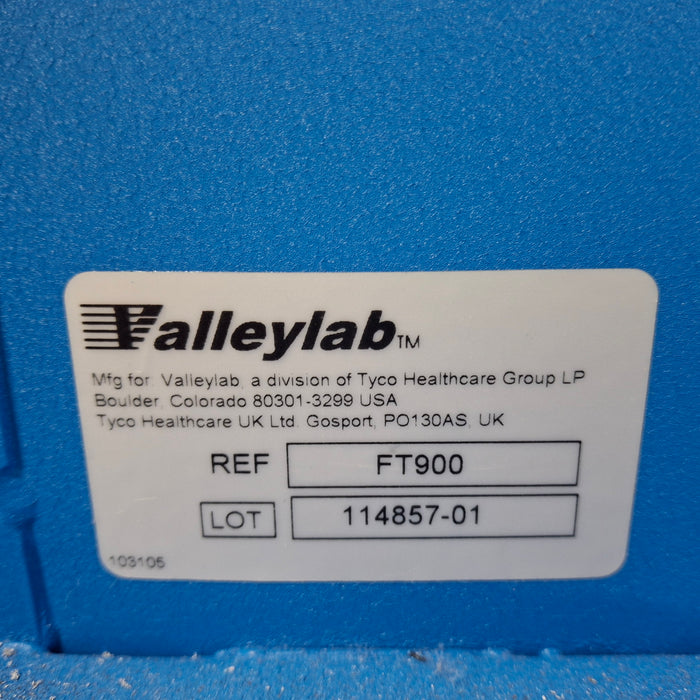 Valleylab™
Mfg for: Valleylab, a division of Tyco Healthcare Group LP
Boulder, Colorado 80301-3299 USA
Tyco Healthcare UK Ltd. Gosport, PO130AS, UK
REF FT900
LOT 114857-01
103105